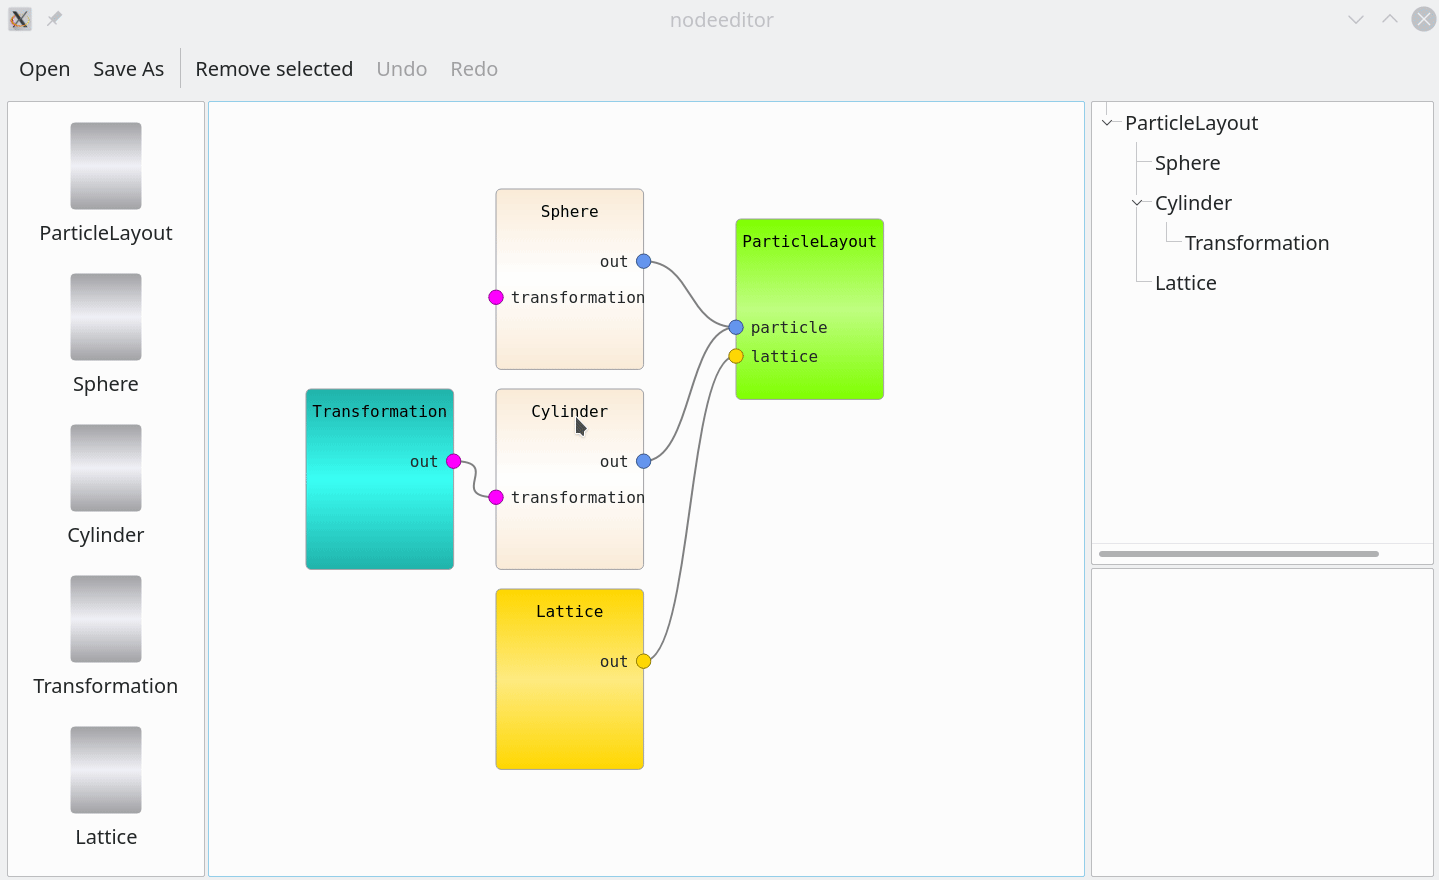 nodeeditor
Open Save As Remove selected Undo Redo
ParticleLayout
Sphere
Cylinder
Transformation
Lattice
Sphere
out
transformation
ParticleLayout
particle
lattice
Transformation
out
Cylinder
out
transformation
Lattice
out
ParticleLayout
Sphere
Cylinder
Transformation
Lattice